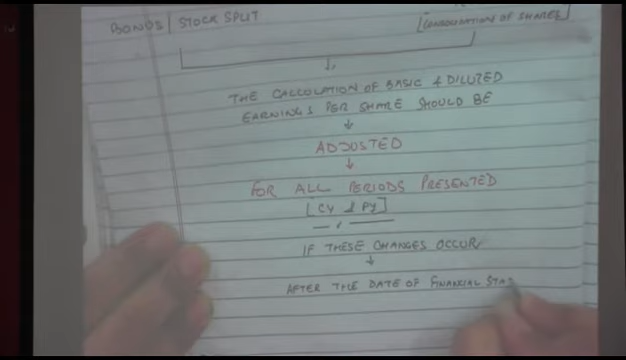 BONUS | STOCK SPLIT
[CONSOLIDATION OF SHARES]
THE CALCULATION OF BASIC & DILUTED
EARNINGS PER SHARE SHOULD BE
ADJUSTED
FOR ALL PERIODS PRESENTED
[CY & PY]
IF THESE CHANGES OCCUR
AFTER THE DATE OF FINANCIAL STA